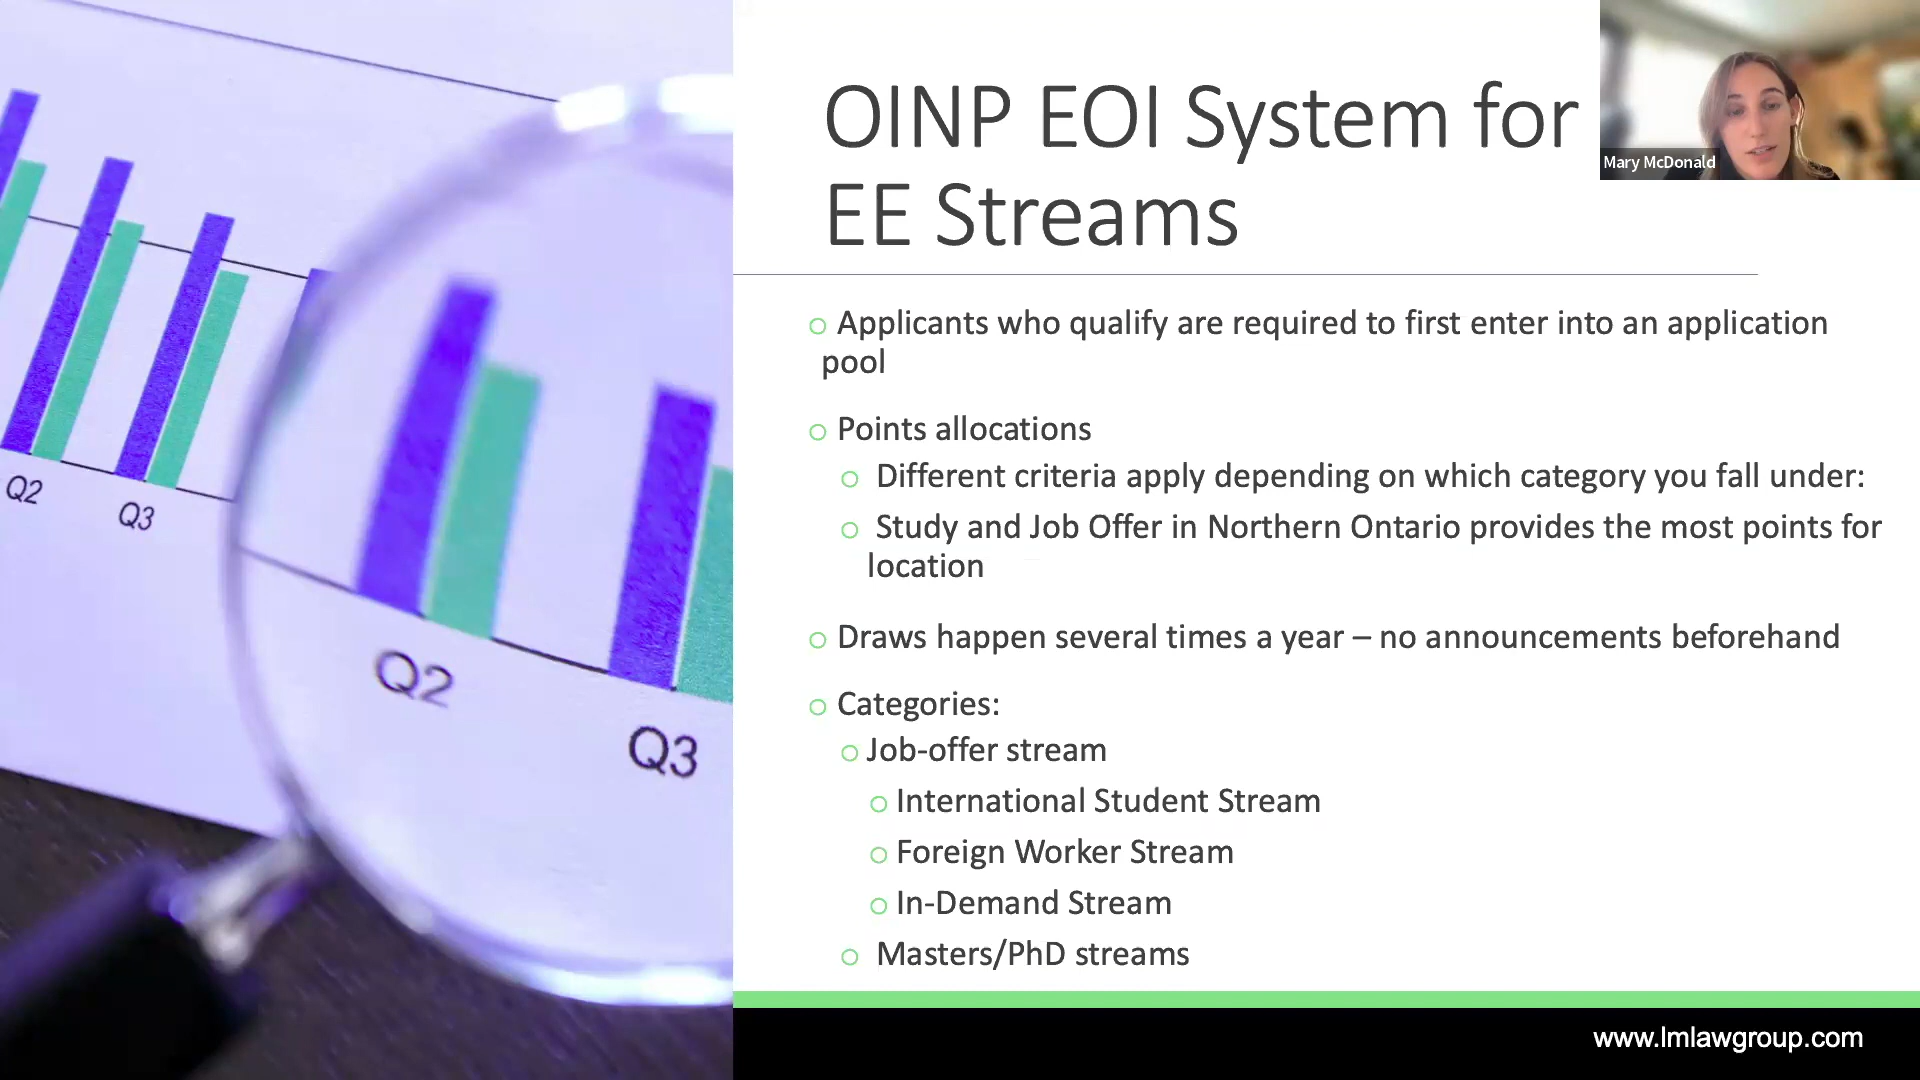 OINP EOI System for
EE Streams
Mary McDonald
Applicants who qualify are required to first enter into an application
pool
Points allocations
Different criteria apply depending on which category you fall under:
Study and Job Offer in Northern Ontario provides the most points for
location
Draws happen several times a year – no announcements beforehand
Categories:
Job-offer stream
International Student Stream
Foreign Worker Stream
In-Demand Stream
Masters/PhD streams
Q2
Q3
Q2
Q3
www.lmlawgroup.com